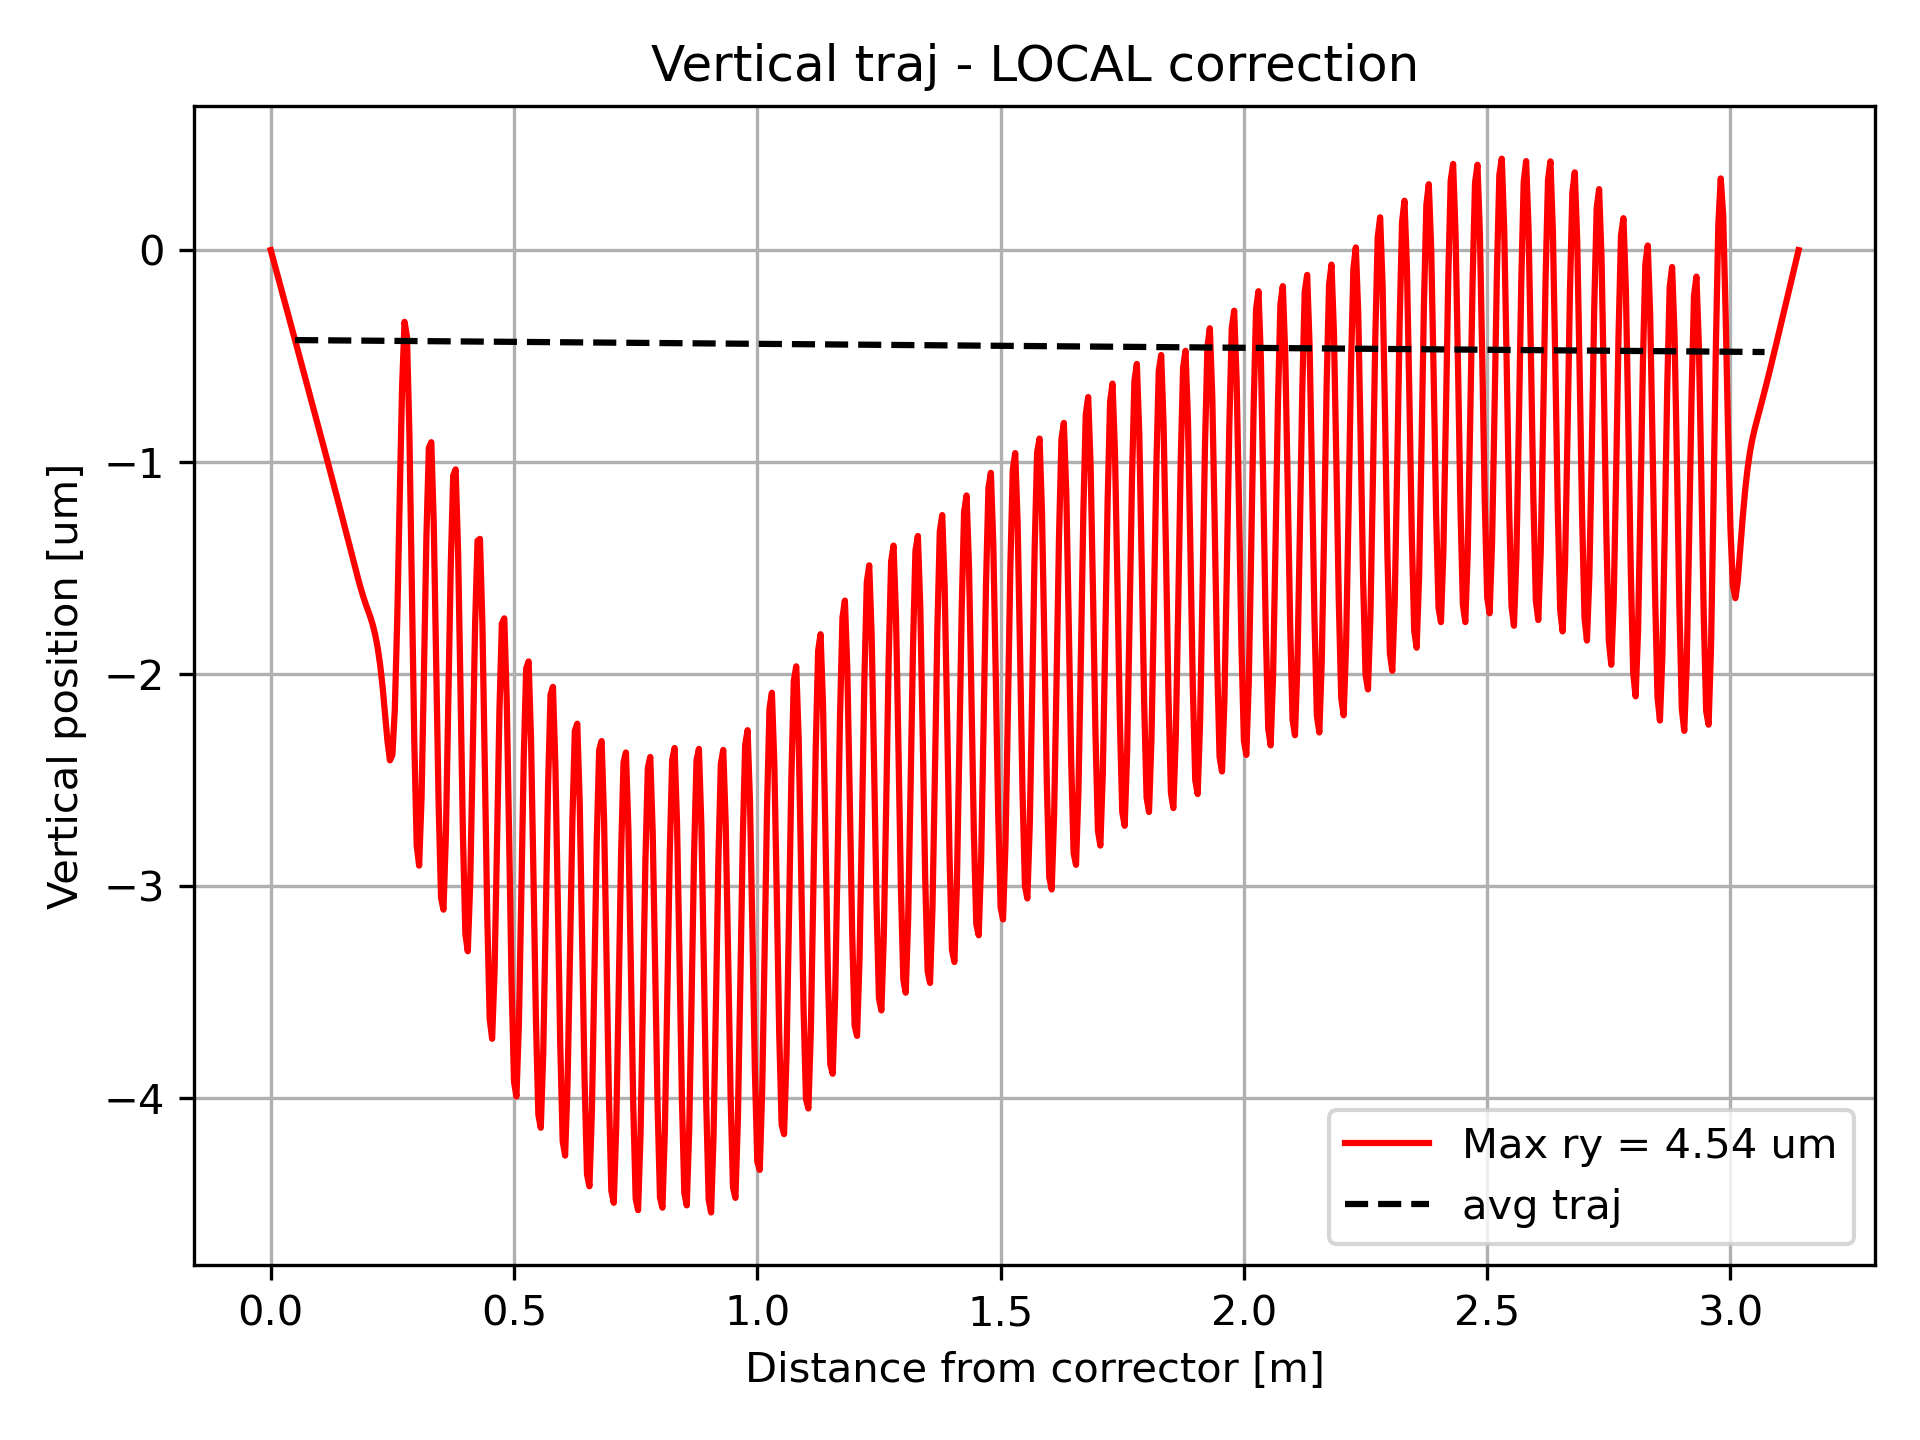 Vertical traj - LOCAL correction
Vertical position [um]
0
−1
−2
−3
−4
0.0 0.5 1.0 1.5 2.0 2.5 3.0
Distance from corrector [m]
Max ry = 4.54 um
avg traj